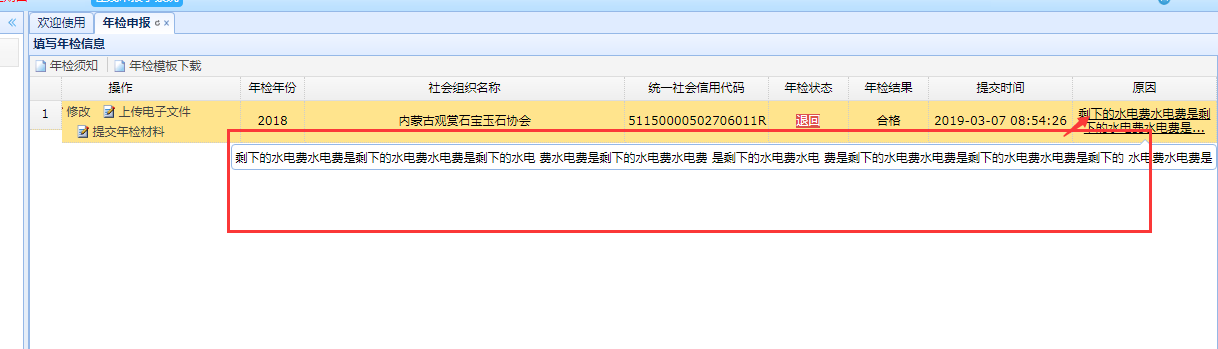 欢迎使用 年检申报
填写年检信息
年检须知 年检模板下载
操作 年检年份 社会组织名称 统一社会信用代码 年检状态 年检结果 提交时间 原因
1 修改 上传电子文件 2018 内蒙古观赏石宝玉石协会 51150000502706011R 退回 合格 2019-03-07 08:54:26 剩下的水电费水电费是剩
提交年检材料 下的水电费水电费是...
剩下的水电费水电费是剩下的水电费水电费是剩下的水电 费水电费是剩下的水电费水电费 是剩下的水电费水电 费是剩下的水电费水电费是剩下的水电费水电费是剩下的 水电费水电费是